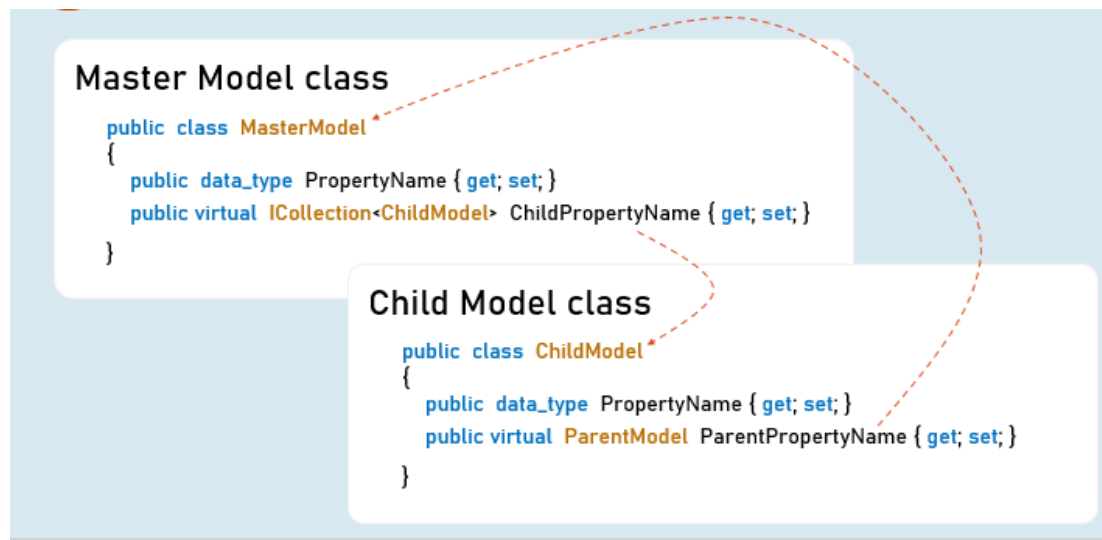 Master Model class
public class MasterModel
{
public data_type PropertyName { get; set; }
public virtual ICollection<ChildModel> ChildPropertyName { get; set; }
}
Child Model class
public class ChildModel
{
public data_type PropertyName { get; set; }
public virtual ParentModel ParentPropertyName { get; set; }
}